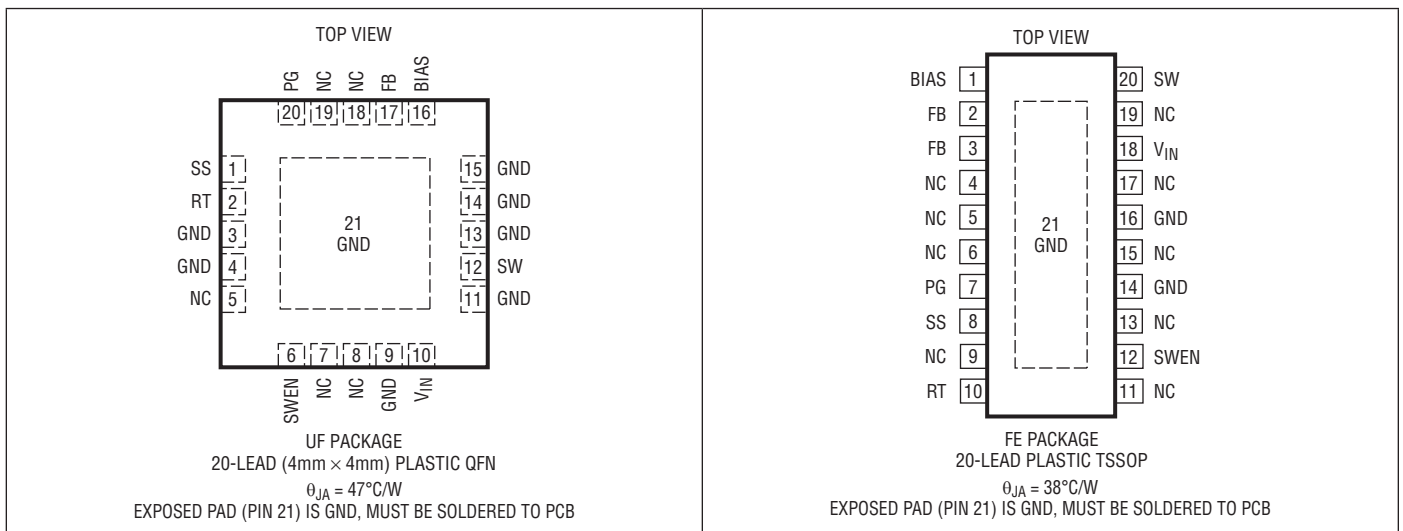 TOP VIEW
PG NC NC FB BIAS
20 19 18 17 16
SS 1 15 GND
RT 2 14 GND
GND 3 13 GND
GND 4 12 SW
NC 5 11 GND
21
GND
6 7 8 9 10
SWEN NC NC GND VIN
UF PACKAGE
20-LEAD (4mm × 4mm) PLASTIC QFN
θJA = 47°C/W
EXPOSED PAD (PIN 21) IS GND, MUST BE SOLDERED TO PCB
TOP VIEW
BIAS 1 20 SW
FB 2 19 NC
FB 3 18 VIN
NC 4 17 NC
NC 5 16 GND
21
GND
NC 6 15 NC
PG 7 14 GND
SS 8 13 NC
NC 9 12 SWEN
RT 10 11 NC
FE PACKAGE
20-LEAD PLASTIC TSSOP
θJA = 38°C/W
EXPOSED PAD (PIN 21) IS GND, MUST BE SOLDERED TO PCB